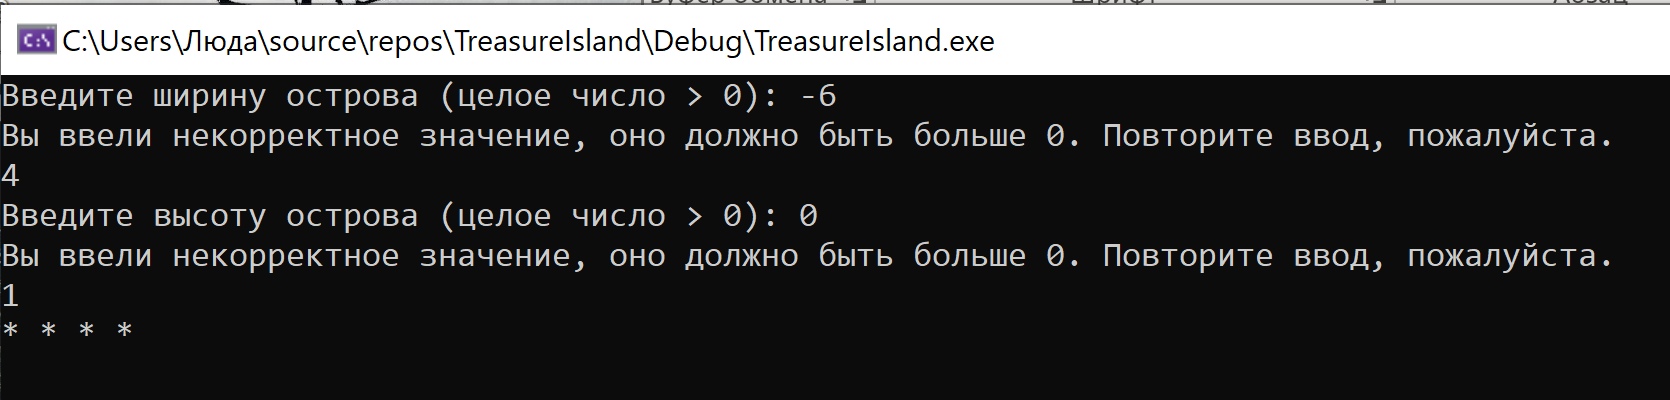 C:\Users\Люда\source\repos\TreasureIsland\Debug\TreasureIsland.exe
Введите ширину острова (целое число > 0): -6
Вы ввели некорректное значение, оно должно быть больше 0. Повторите ввод, пожалуйста.
4
Введите высоту острова (целое число > 0): 0
Вы ввели некорректное значение, оно должно быть больше 0. Повторите ввод, пожалуйста.
1
* * * *